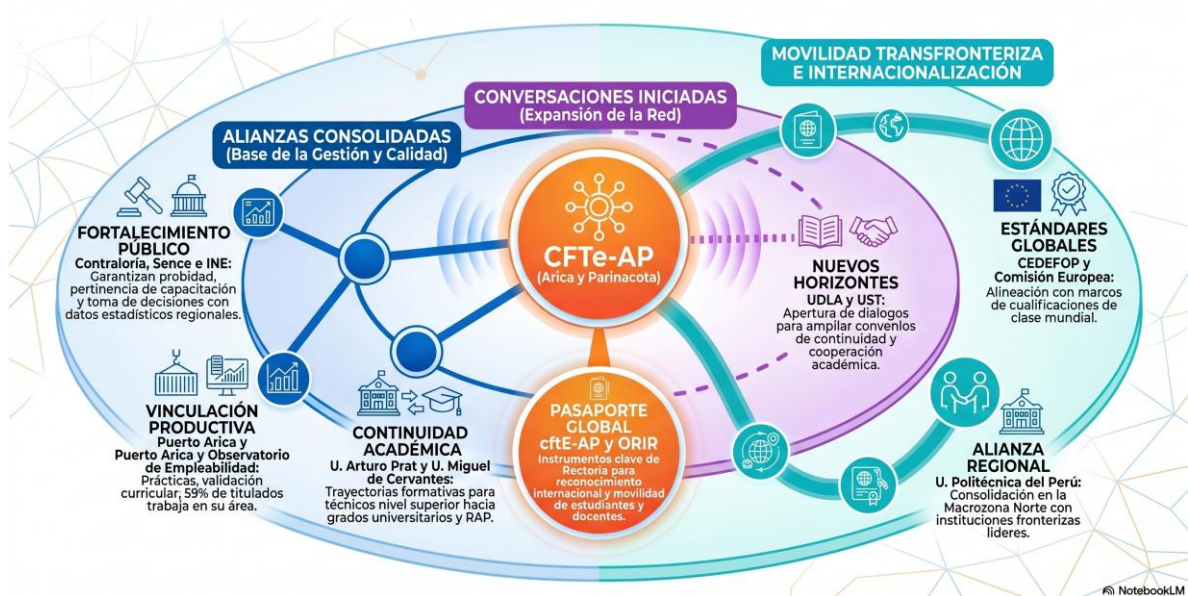 MOVILIDAD TRANSFRONTERIZA
E INTERNACIONALIZACIÓN
CONVERSACIONES INICIADAS
(Expansión de la Red)
ALIANZAS CONSOLIDADAS
(Base de la Gestión y Calidad)
FORTALECIMIENTO
PÚBLICO
Contraloría, Sence e INE:
Garantizan probidad,
pertinencia de capacitación
y toma de decisiones con
datos estadísticos regionales.
CFTe-AP
(Arica y Parinacota)
NUEVOS
HORIZONTES
UDLA y UST:
Apertura de dialogos
para ampilar convenlos
de continuidad y
cooperación
académica.
ESTÁNDARES
GLOBALES
CEDEFOP y
Comisión Europea:
Alineación con marcos
de cualificaciones de
clase mundial.
VINCULACIÓN
PRODUCTIVA
Puerto Arica y
Puerto Arica y Observatorio
de Empleabilidad:
Prácticas, validación
curricular, 59% de titulados
trabaja en su área.
CONTINUIDAD
ACADÉMICA
U. Arturo Prat y U. Miguel
de Cervantes:
Trayectorias formativas para
técnicos nivel superior hacia
grados universitarios y RAP.
PASAPORTE
GLOBAL
cftE-AP y ORIR
Instrumentos clave de
Rectoría para
reconocimiento
internacional y movilidad
de estudiantes y
docentes.
ALIANZA
REGIONAL
U. Politécnica del Perú:
Consolidación en la
Macrozona Norte con
instituciones fronterizas
lideres.
NotebookLM